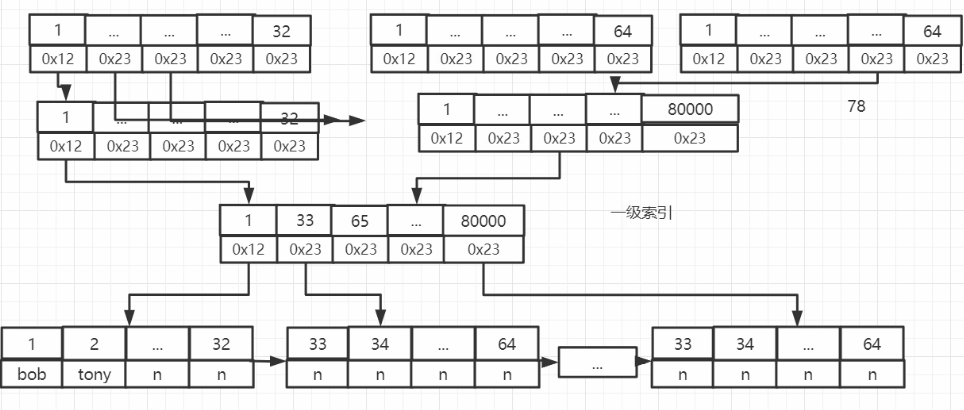 1 ... ... ... 32
0x12 0x23 0x23 0x23 0x23
1 ... ... ... 64
0x12 0x23 0x23 0x23 0x23
1 ... ... ... 64
0x12 0x23 0x23 0x23 0x23
1 ... ... ... 32
0x12 0x23 0x23 0x23 0x23
1 ... ... ... 80000
0x12 0x23 0x23 0x23 0x23
78
1 33 65 ... 80000
0x12 0x23 0x23 0x23 0x23
一级索引
1 2 ... 32
bob tony n n
33 34 ... 64
n n n n
...
33 34 ... 64
n n n n